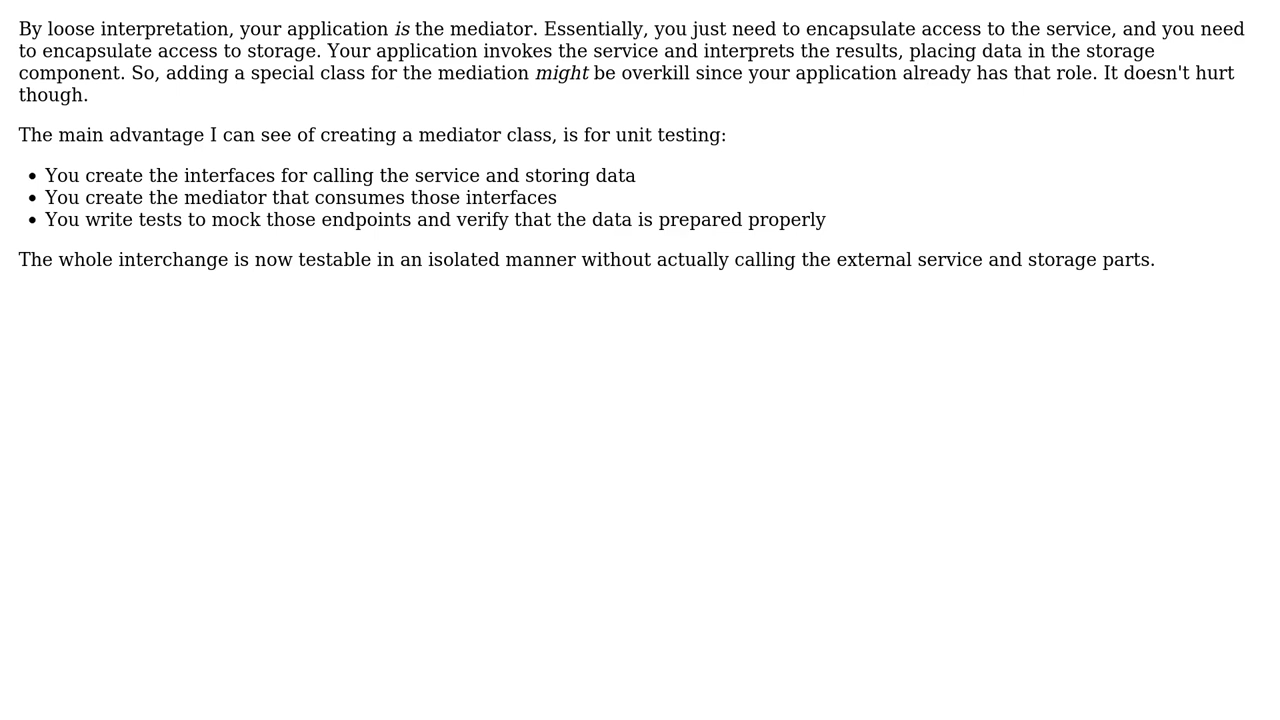 By loose interpretation, your application is the mediator. Essentially, you just need to encapsulate access to the service, and you need
to encapsulate access to storage. Your application invokes the service and interprets the results, placing data in the storage
component. So, adding a special class for the mediation might be overkill since your application already has that role. It doesn't hurt
though.
The main advantage I can see of creating a mediator class, is for unit testing:
• You create the interfaces for calling the service and storing data
• You create the mediator that consumes those interfaces
• You write tests to mock those endpoints and verify that the data is prepared properly
The whole interchange is now testable in an isolated manner without actually calling the external service and storage parts.